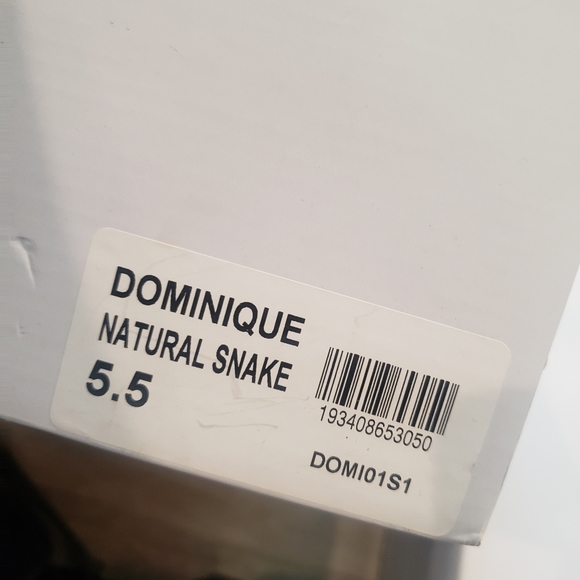 DOMINIQUE
NATURAL SNAKE
5.5
193408653050
DOMI01S1